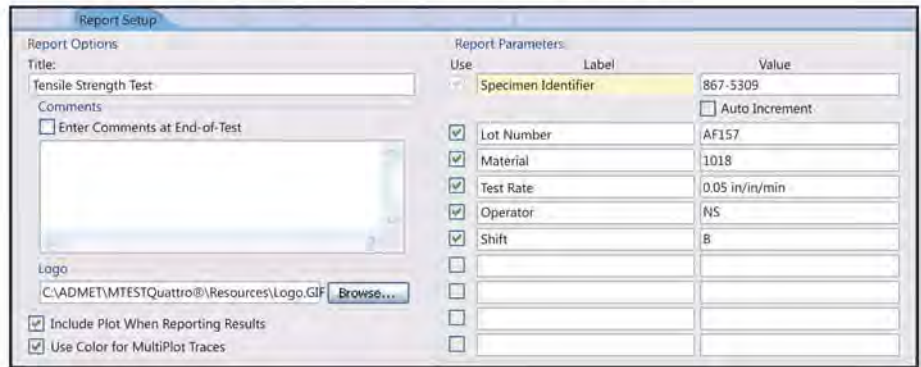 Report Setup
Report Options
Title:
Tensile Strength Test
Comments
Enter Comments at End-of-Test
Logo
C:\ADMET\MTESTQuattro®\Resources\Logo.GIF Browse...
Include Plot When Reporting Results
Use Color for MultiPlot Traces
Report Parameters
Use Label Value
Specimen Identifier 867-5309
Auto Increment
Lot Number AF157
Material 1018
Test Rate 0.05 in/in/min
Operator NS
Shift B